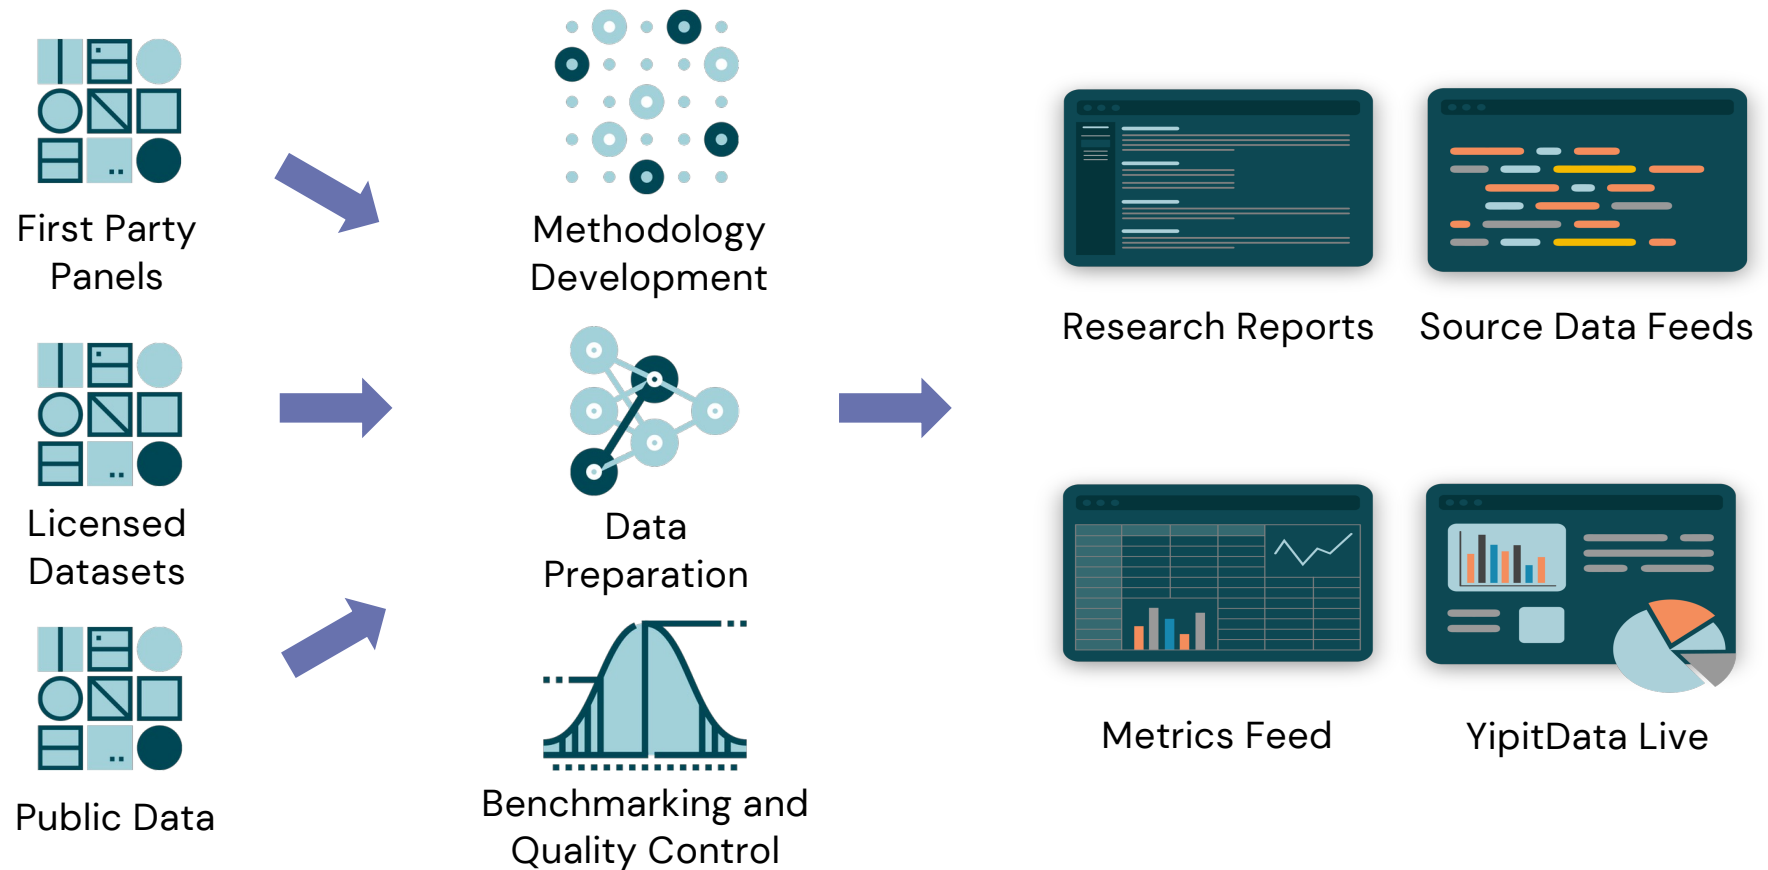 First Party
Panels
Licensed
Datasets
Public Data
Methodology
Development
Data
Preparation
Benchmarking and
Quality Control
Research Reports
Source Data Feeds
Metrics Feed
YipitData Live